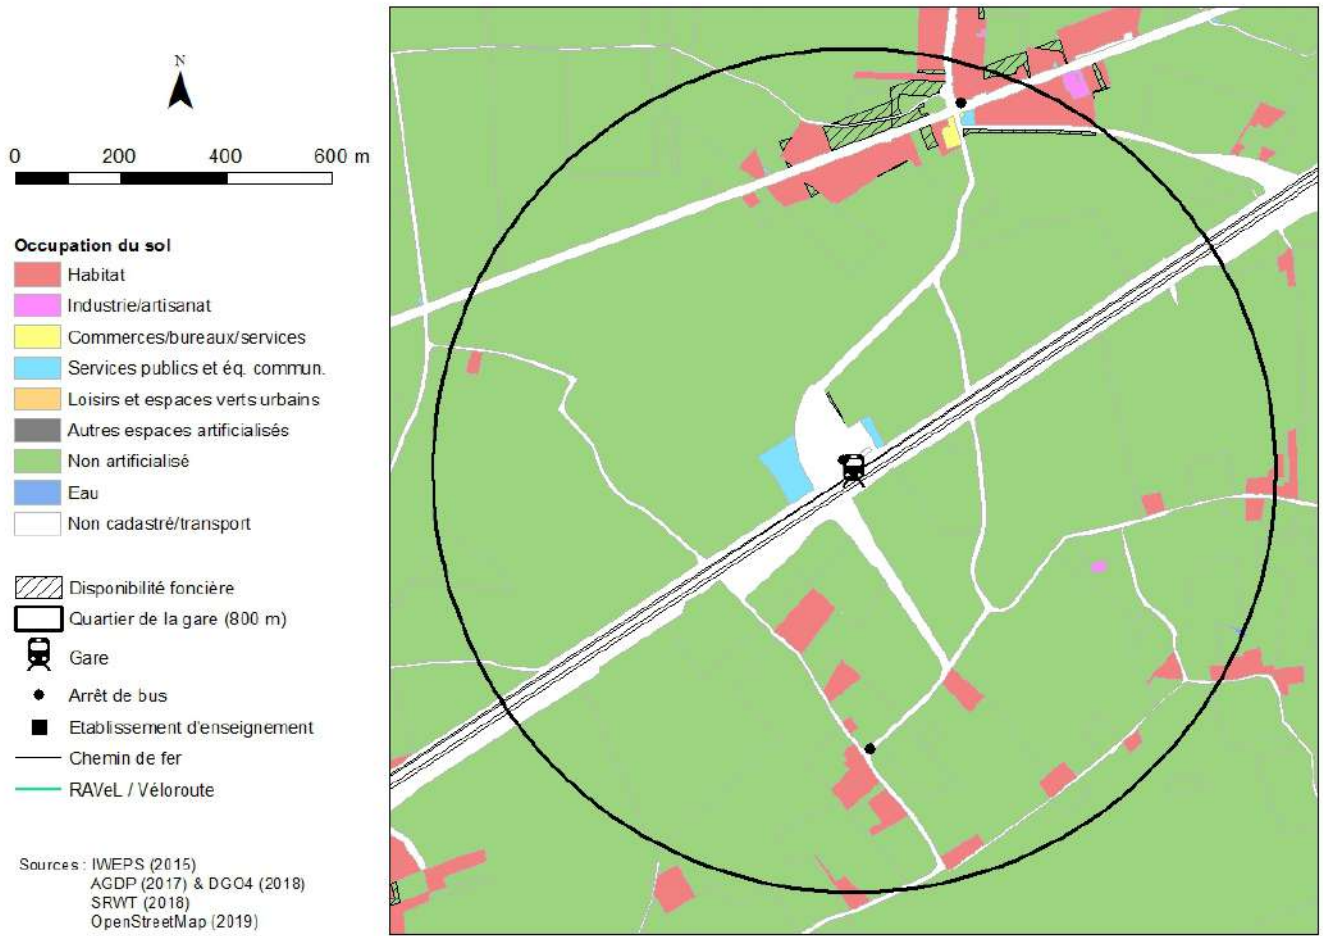 N
0 200 400 600 m
Occupation du sol
Habitat
Industrie/artisanat
Commerces/bureaux/services
Services publics et éq. commun.
Loisirs et espaces verts urbains
Autres espaces artificialisés
Non artificialisé
Eau
Non cadastré/transport
Disponibilité foncière
Quartier de la gare (800 m)
Gare
Arrêt de bus
Etablissement d'enseignement
Chemin de fer
RAVeL / Véloroute
Sources : IWEPS (2015)
AGDP (2017) & DGO4 (2018)
SRWT (2018)
OpenStreetMap (2019)